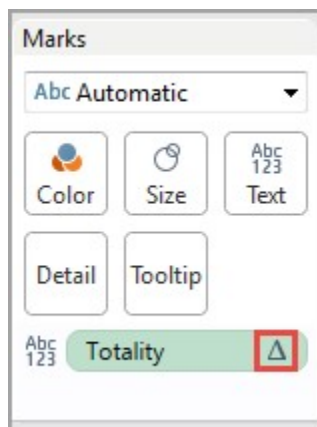 Marks
Abc Automatic
Color
Size
Abc
123
Text
Detail
Tooltip
Abc
123
Totality Δ